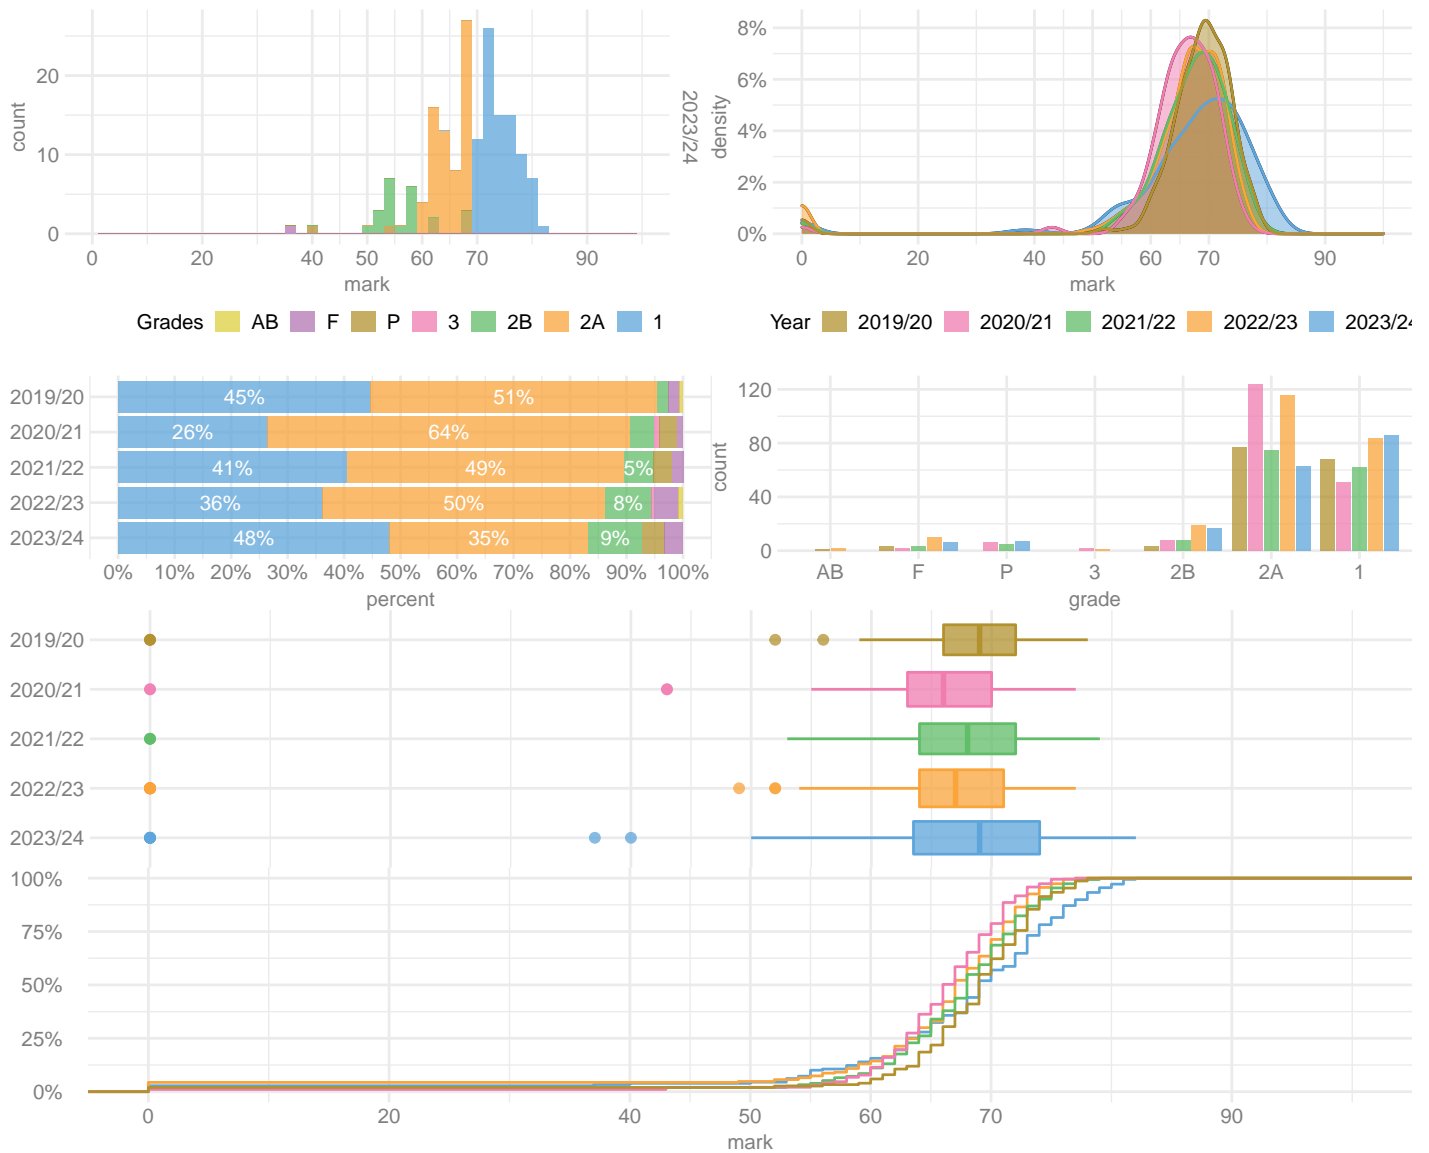 20
10
0
count
0 20 40 50 60 70 90
mark
2023/24
8%
6%
4%
2%
0%
density
0 20 40 50 60 70 90
mark
Grades AB F P 3 2B 2A 1
Year 2019/20 2020/21 2021/22 2022/23 2023/24
2019/20 45% 51%
2020/21 26% 64%
2021/22 41% 49% 5%
2022/23 36% 50% 8%
2023/24 48% 35% 9%
0% 10% 20% 30% 40% 50% 60% 70% 80% 90% 100%
percent
120
80
40
0
count
AB F P 3 2B 2A 1
grade
2019/20
2020/21
2021/22
2022/23
2023/24
100%
75%
50%
25%
0%
0 20 40 50 60 70 90
mark